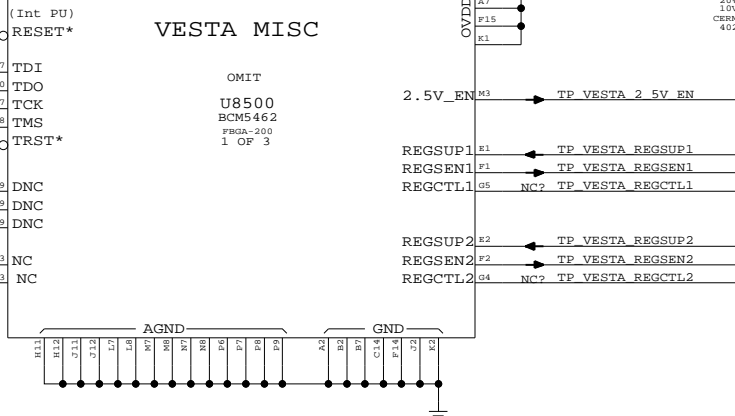 (Int PU)
RESET*
TDI
TDO
TCK
TMS
TRST*
DNC
DNC
DNC
NC
NC
VESTA MISC
OMIT
U8500
BCM5462
FBGA-200
1 OF 3
OVDD
A7
F15
K1
10V
CERM
402
2.5V_EN M3 TP_VESTA_2_5V_EN
REGSUP1 E1 TP_VESTA_REGSUP1
REGSEN1 F1 TP_VESTA_REGSEN1
REGCTL1 G5 NC? TP_VESTA_REGCTL1
REGSUP2 E2 TP_VESTA_REGSUP2
REGSEN2 F2 TP_VESTA_REGSEN2
REGCTL2 G4 NC? TP_VESTA_REGCTL2
AGND GND
H11 H12 J11 J12 L7 L8 M7 M8 N7 N8 P6 P7 P8 P9 A2 B2 B7 C14 F14 J2 K2